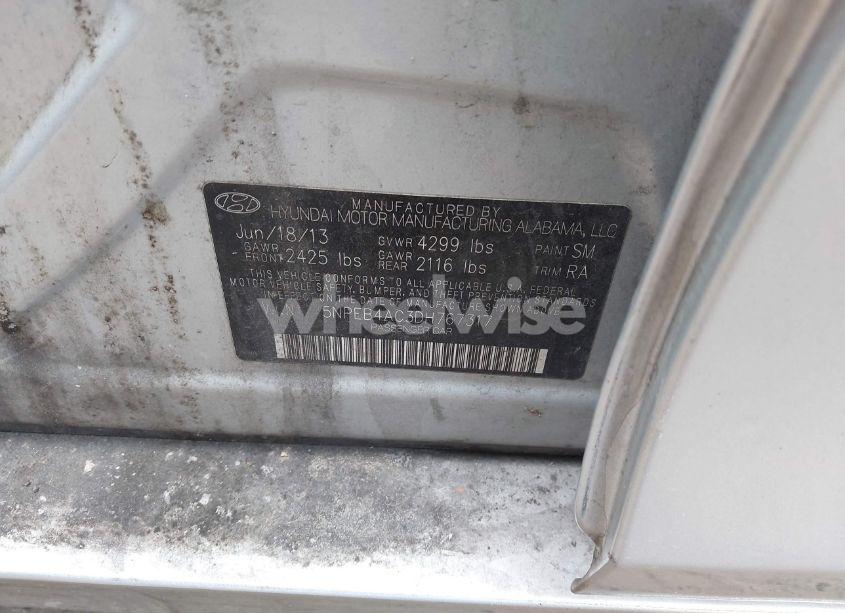 MANUFACTURED BY
HYUNDAI MOTOR MANUFACTURING ALABAMA, LLC
Jun/18/13 GVWR 4299 lbs PAINT SM
GAWR FRONT 2425 lbs GAWR REAR 2116 lbs TRIM RA
THIS VEHICLE CONFORMS TO ALL APPLICABLE U.S. FEDERAL
MOTOR VEHICLE SAFETY, BUMPER, AND THEFT PREVENTION STANDARDS
IN EFFECT ON THE DATE OF MANUFACTURE SHOWN ABOVE
PASSENGER CAR
wheelwise